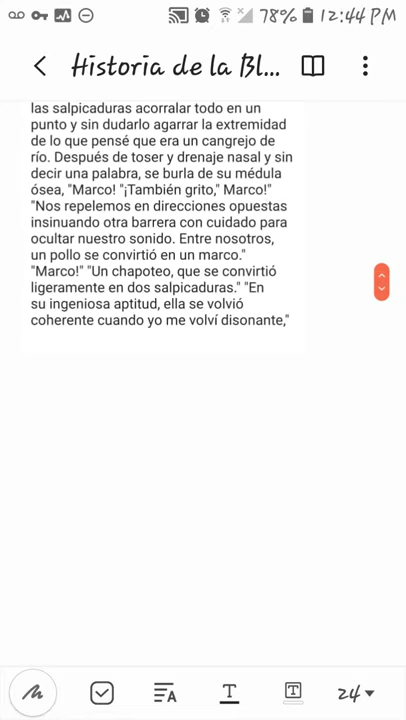 78% 12:44 PM
Historia de la Bl...
las salpicaduras acorralar todo en un
punto y sin dudarlo agarrar la extremidad
de lo que pensé que era un cangrejo de
río. Después de toser y drenaje nasal y sin
decir una palabra, se burla de su médula
ósea, "Marco! "¡También grito," Marco!"
"Nos repelemos en direcciones opuestas
insinuando otra barrera con cuidado para
ocultar nuestro sonido. Entre nosotros,
un pollo se convirtió en un marco."
"Marco!" "Un chapoteo, que se convirtió
ligeramente en dos salpicaduras." "En
su ingeniosa aptitud, ella se volvió
coherente cuando yo me volví disonante,"
24